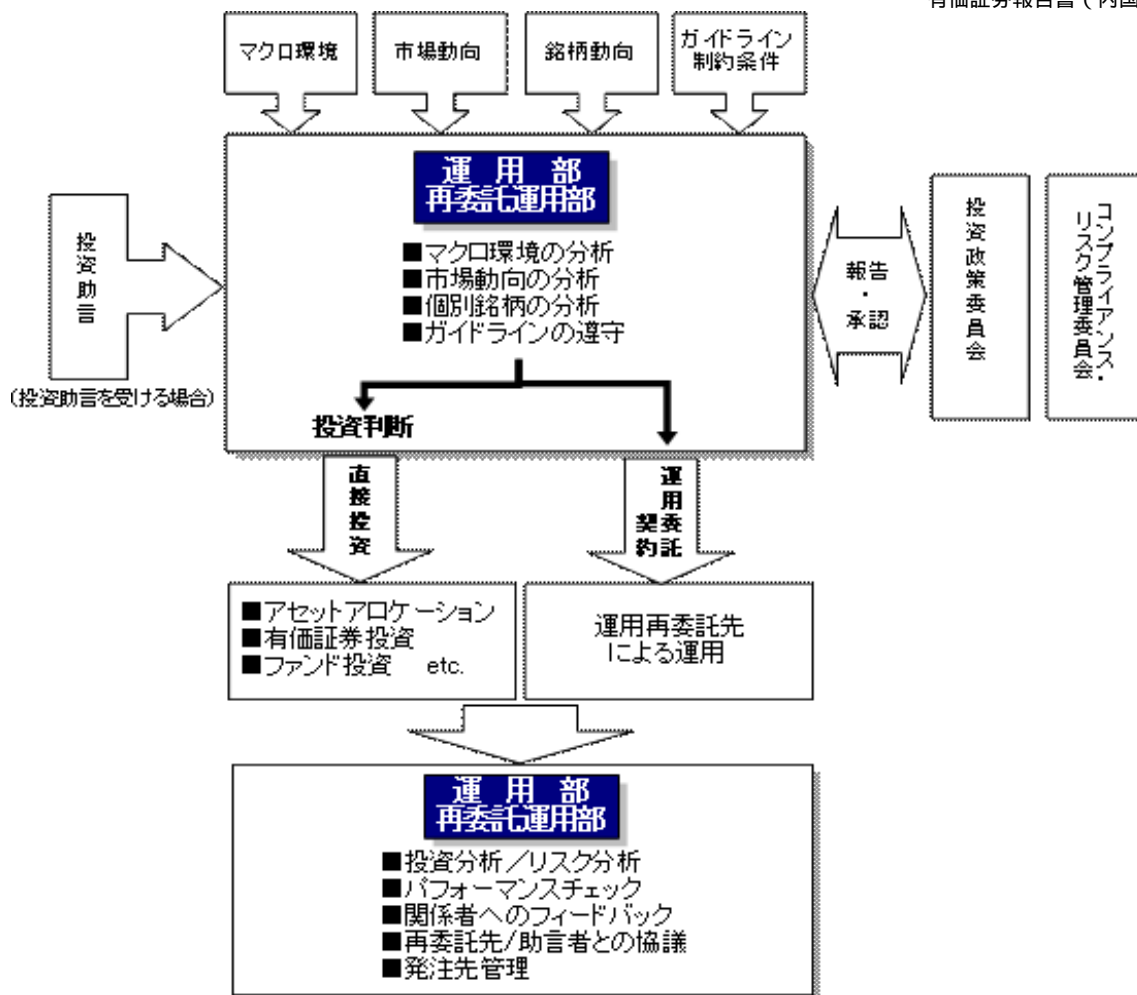 有価証券報告書（内国
マクロ環境
市場動向
銘柄動向
ガイドライン
制約条件
運用部
再委託運用部
■マクロ環境の分析
■市場動向の分析
■個別銘柄の分析
■ガイドラインの遵守
投資助言
(投資助言を受ける場合)
報告
・
承認
投資政策委員会
コンプライアンス・
リスク管理委員会
投資判断
直接投資
運用委託
契約
■アセットアロケーション
■有価証券投資
■ファンド投資 etc.
運用再委託先
による運用
運用部
再委託運用部
■投資分析／リスク分析
■パフォーマンスチェック
■関係者へのフィードバック
■再委託先/助言者との協議
■発注先管理